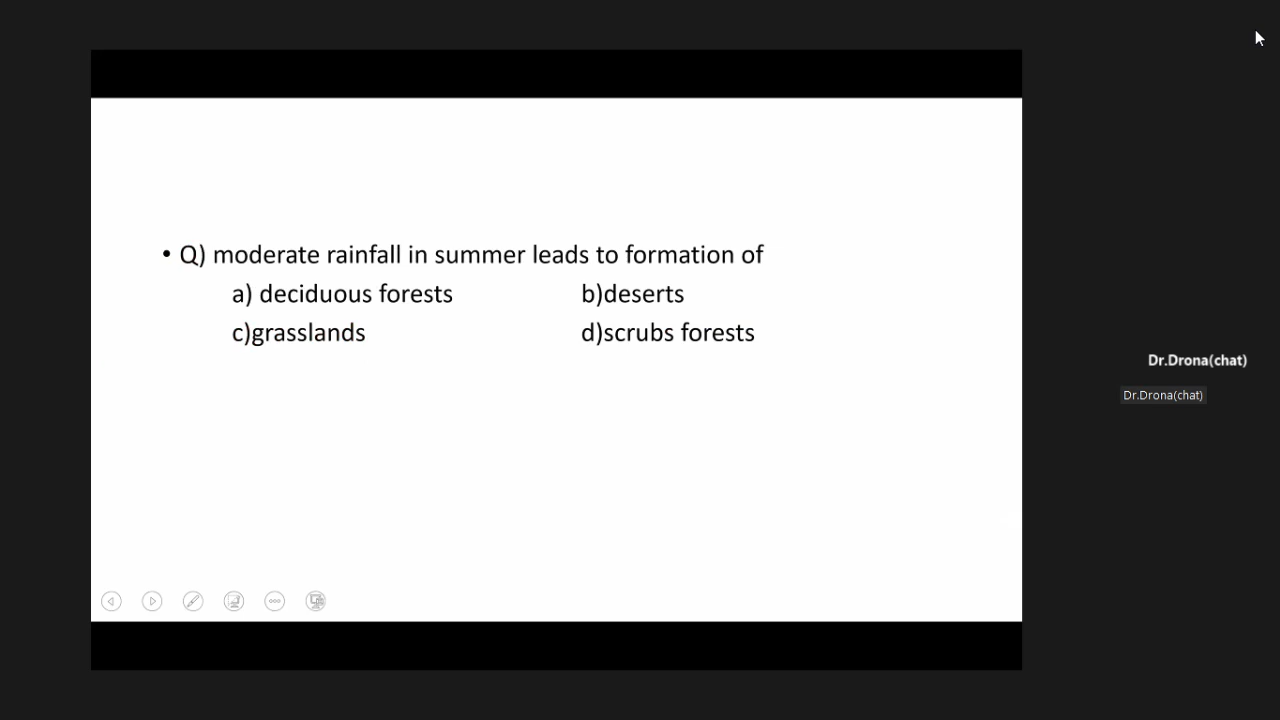 • Q) moderate rainfall in summer leads to formation of
a) deciduous forests b)deserts
c)grasslands d)scrubs forests
Dr.Drona(chat)
Dr.Drona(chat)